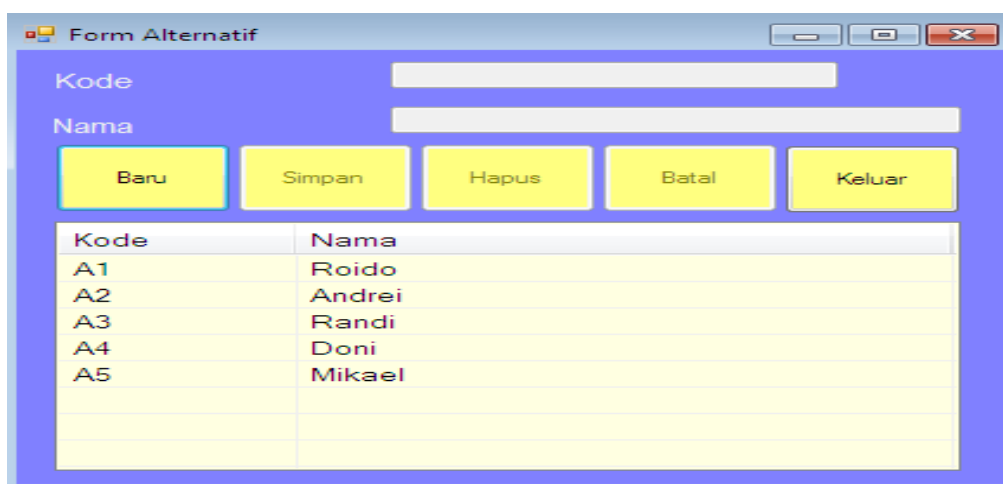 Form Alternatif
Kode
Nama
Baru Simpan Hapus Batal Keluar
Kode Nama
A1 Roido
A2 Andrei
A3 Randi
A4 Doni
A5 Mikael